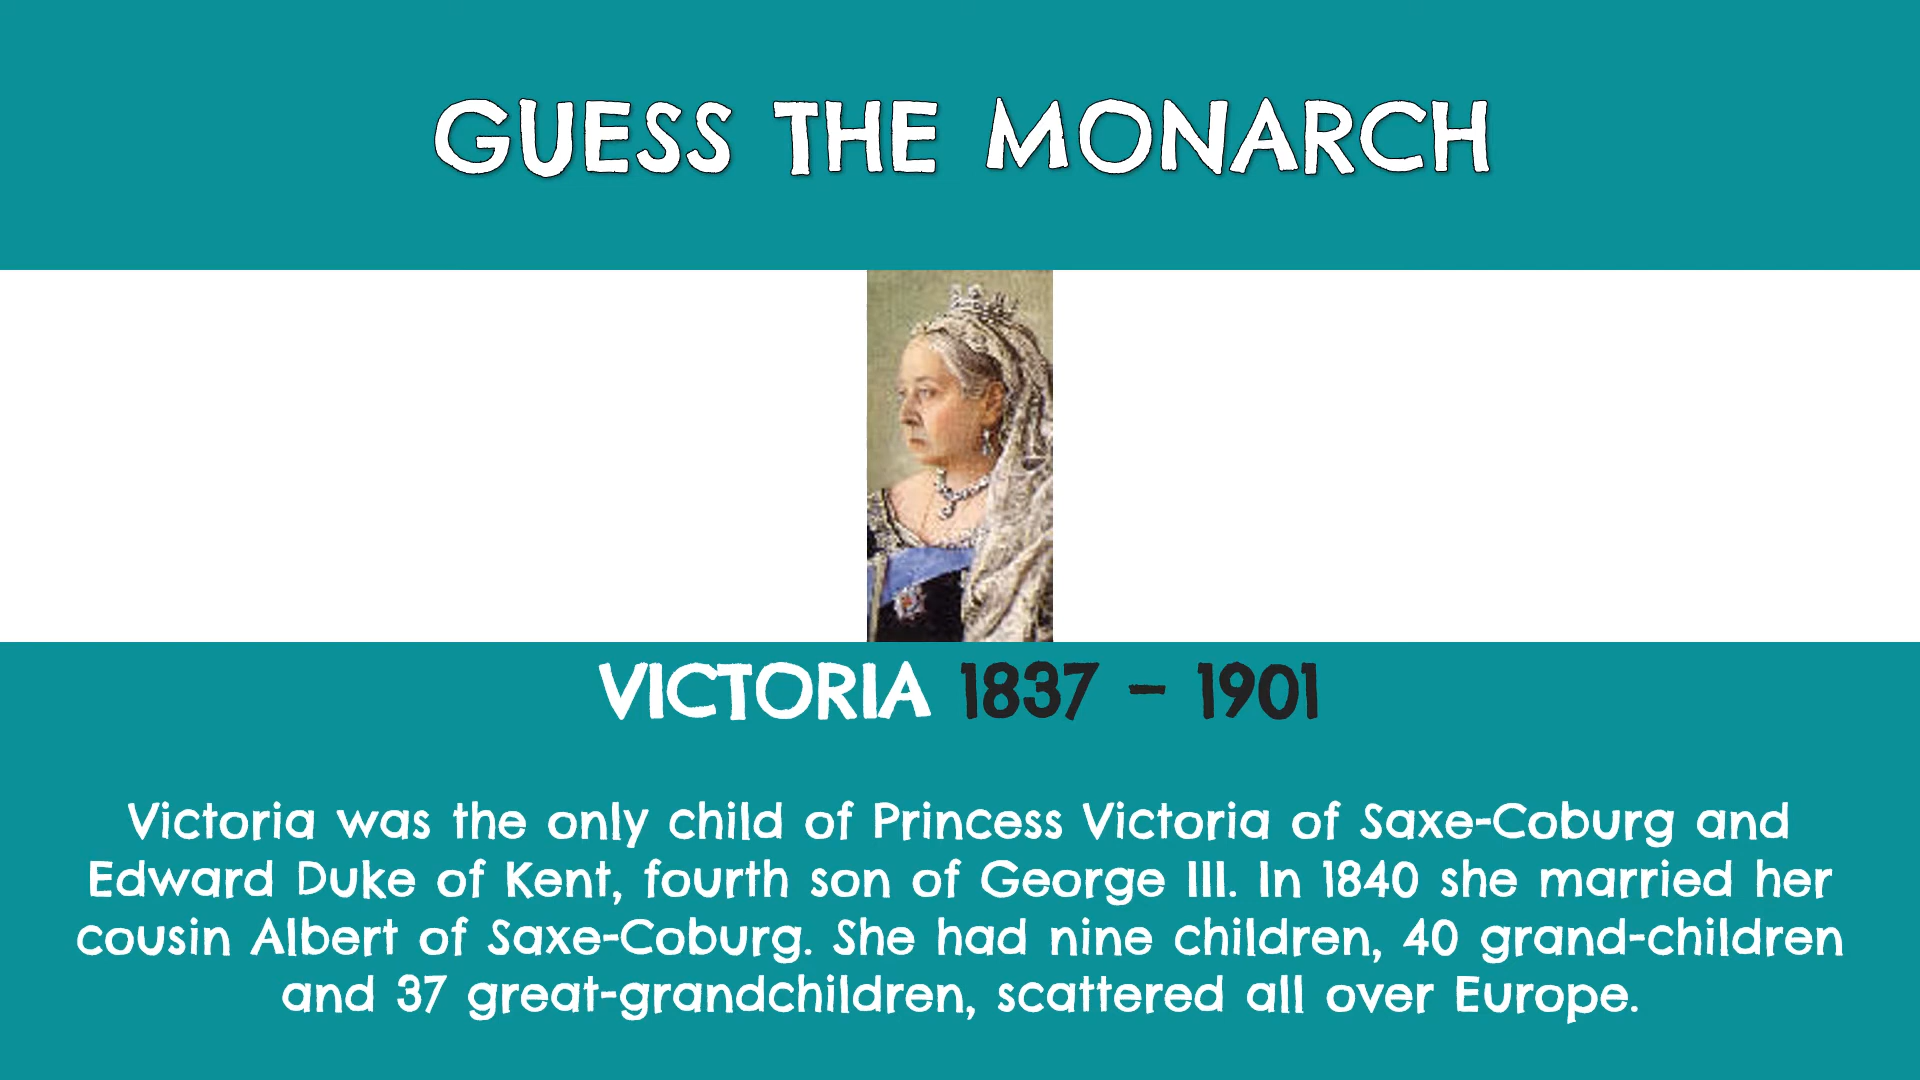 GUESS THE MONARCH
VICTORIA 1837 – 1901
Victoria was the only child of Princess Victoria of Saxe-Coburg and
Edward Duke of Kent, fourth son of George III. In 1840 she married her
cousin Albert of Saxe-Coburg. She had nine children, 40 grand-children
and 37 great-grandchildren, scattered all over Europe.